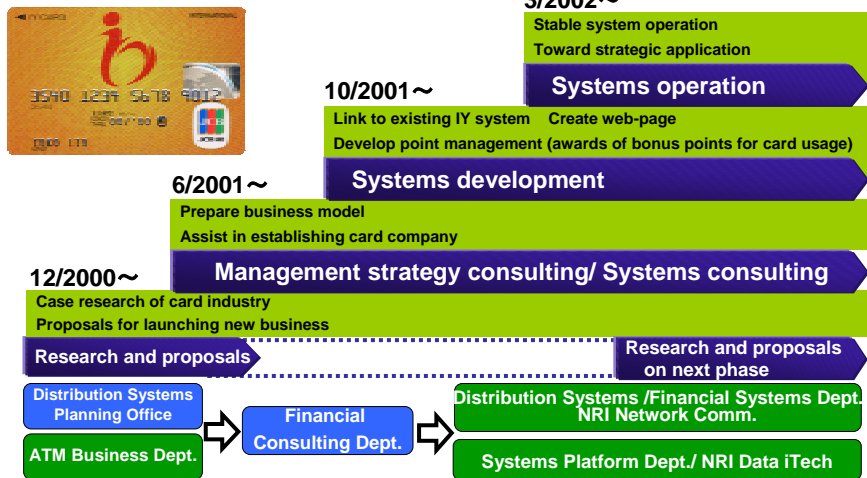 3/2002～
Stable system operation
Toward strategic application
Systems operation
INTERNATIONAL
3540 1234 5678 9012
JCB
10/2001～
Link to existing IY system Create web-page
Develop point management (awards of bonus points for card usage)
Systems development
6/2001～
Prepare business model
Assist in establishing card company
Management strategy consulting/ Systems consulting
12/2000～
Case research of card industry
Proposals for launching new business
Research and proposals
Research and proposals
on next phase
Distribution Systems
Planning Office
ATM Business Dept.
Financial
Consulting Dept.
Distribution Systems /Financial Systems Dept.
NRI Network Comm.
Systems Platform Dept./ NRI Data iTech